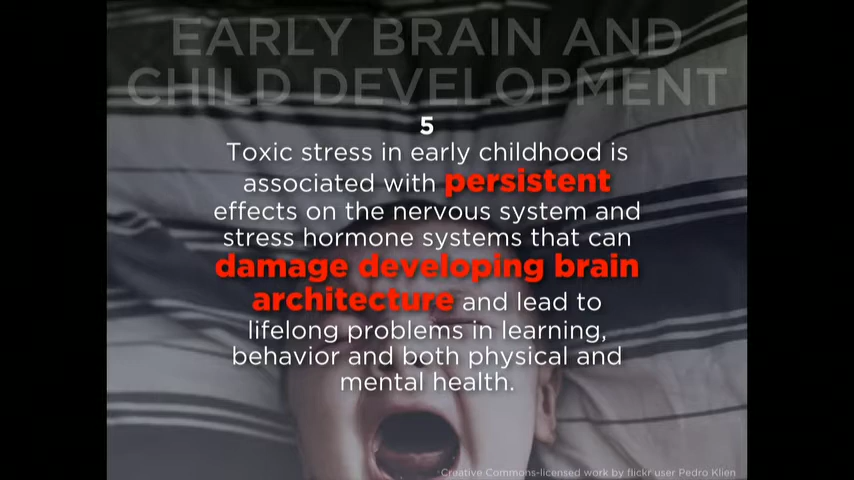 EARLY BRAIN AND
CHILD DEVELOPMENT
5
Toxic stress in early childhood is
associated with persistent
effects on the nervous system and
stress hormone systems that can
damage developing brain
architecture and lead to
lifelong problems in learning,
behavior and both physical and
mental health.
Creative Commons-licensed work by flickr user Pedro Klien